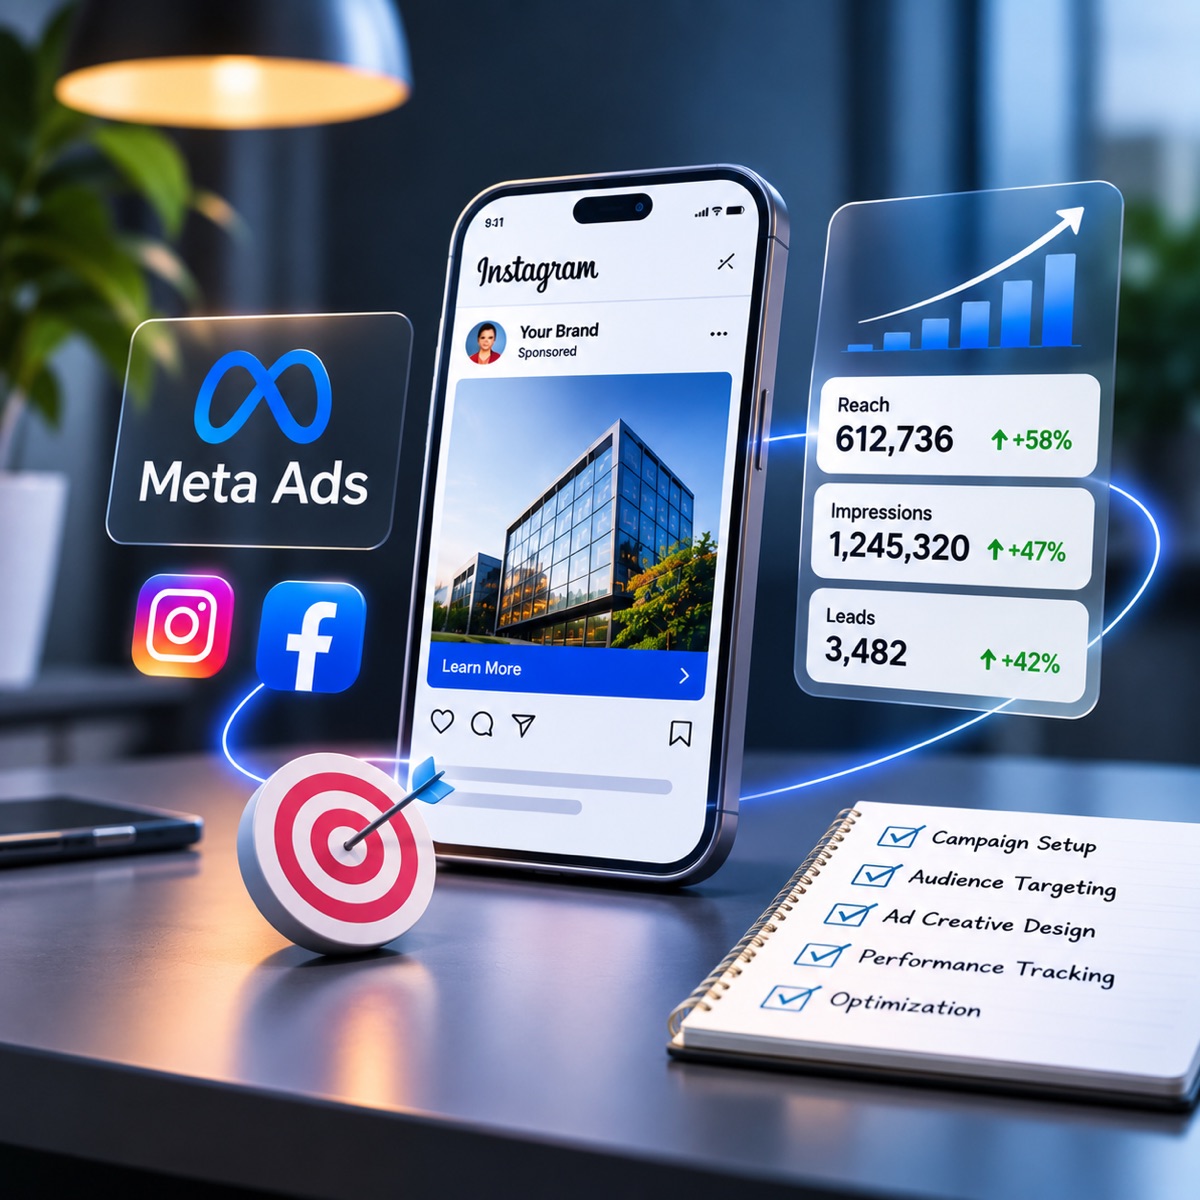 Meta Ads
9:11
Instagram
Your Brand
Sponsored
Learn More
Reach
612,736
+58%
Impressions
1,245,320
+47%
Leads
3,482
+42%
Campaign Setup
Audience Targeting
Ad Creative Design
Performance Tracking
Optimization